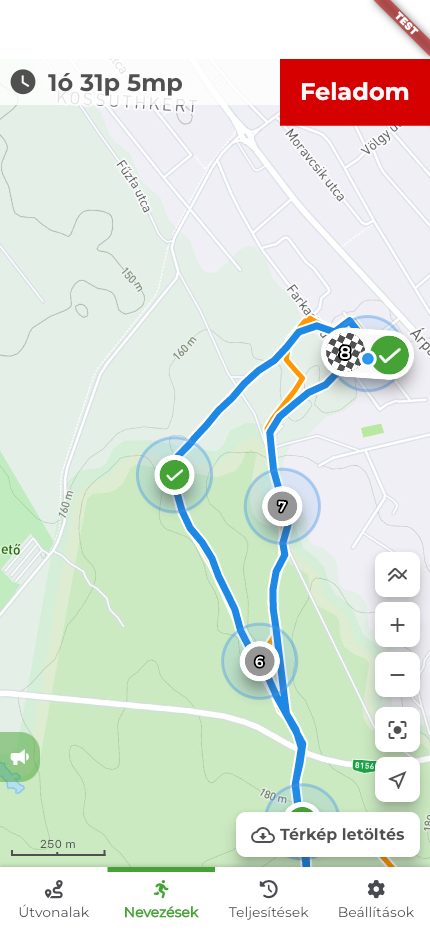 TEST
1ó 31p 5mp
Feladom
KOSSUTHKERT
Moravcsik utca
Völgy u
Fűzfa utca
150 m
160 m
Farka
Árpá
8
7
160 m
ető
6
8156
180 m
180
250 m
Térkép letöltés
Útvonalak
Nevezések
Teljesítések
Beállítások